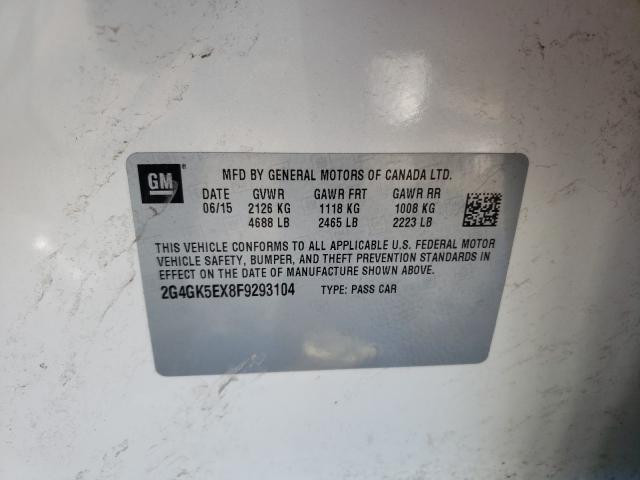 GM
®
MFD BY GENERAL MOTORS OF CANADA LTD.
DATE GVWR GAWR FRT GAWR RR
06/15 2126 KG 1118 KG 1008 KG
4688 LB 2465 LB 2223 LB
THIS VEHICLE CONFORMS TO ALL APPLICABLE U.S. FEDERAL MOTOR
VEHICLE SAFETY, BUMPER, AND THEFT PREVENTION STANDARDS IN
EFFECT ON THE DATE OF MANUFACTURE SHOWN ABOVE.
2G4GK5EX8F9293104 TYPE: PASS CAR